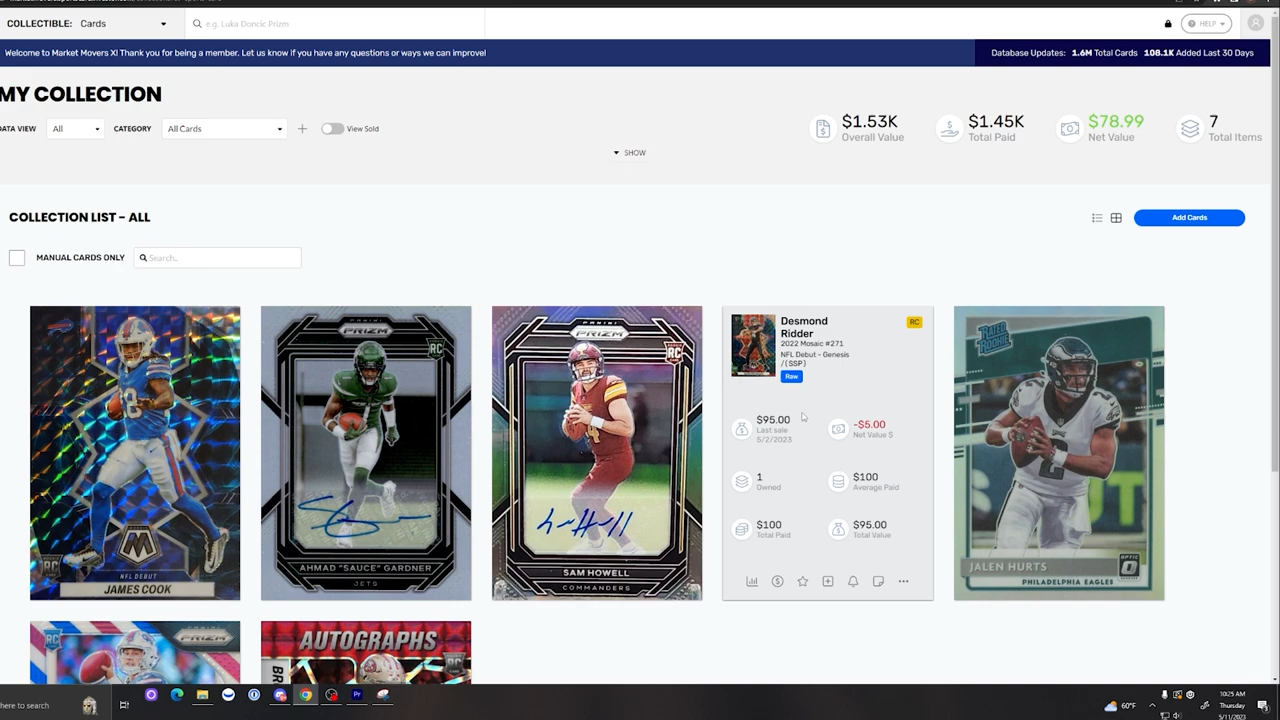 COLLECTIBLE: Cards
e.g. Luka Doncic Prizm
HELP
Welcome to Market Movers X! Thank you for being a member. Let us know if you have any questions or ways we can improve!
Database Updates: 1.6M Total Cards 108.1K Added Last 30 Days
MY COLLECTION
DATA VIEW All CATEGORY All Cards View Sold
$1.53K
Overall Value
$1.45K
Total Paid
$78.99
Net Value
7
Total Items
SHOW
COLLECTION LIST - ALL
Add Cards
MANUAL CARDS ONLY
Search..
NFL DEBUT
JAMES COOK
PANINI
PRIZM
RC
AHMAD "SAUCE" GARDNER
JETS
PANINI
PRIZM
RC
SAM HOWELL
COMMANDERS
Desmond
Ridder
RC
2022 Mosaic #271
NFL Debut - Genesis
/(SSP)
Raw
$95.00
Last sale
5/2/2023
-$5.00
Net Value $
1
Owned
$100
Average Paid
$100
Total Paid
$95.00
Total Value
RATED
ROOKIE
JALEN HURTS
OPTIC
PHILADELPHIA EAGLES
RC
PRIZM
AUTOGRAPHS
RC
here to search
60°F
10:25 AM
Thursday
5/11/2023